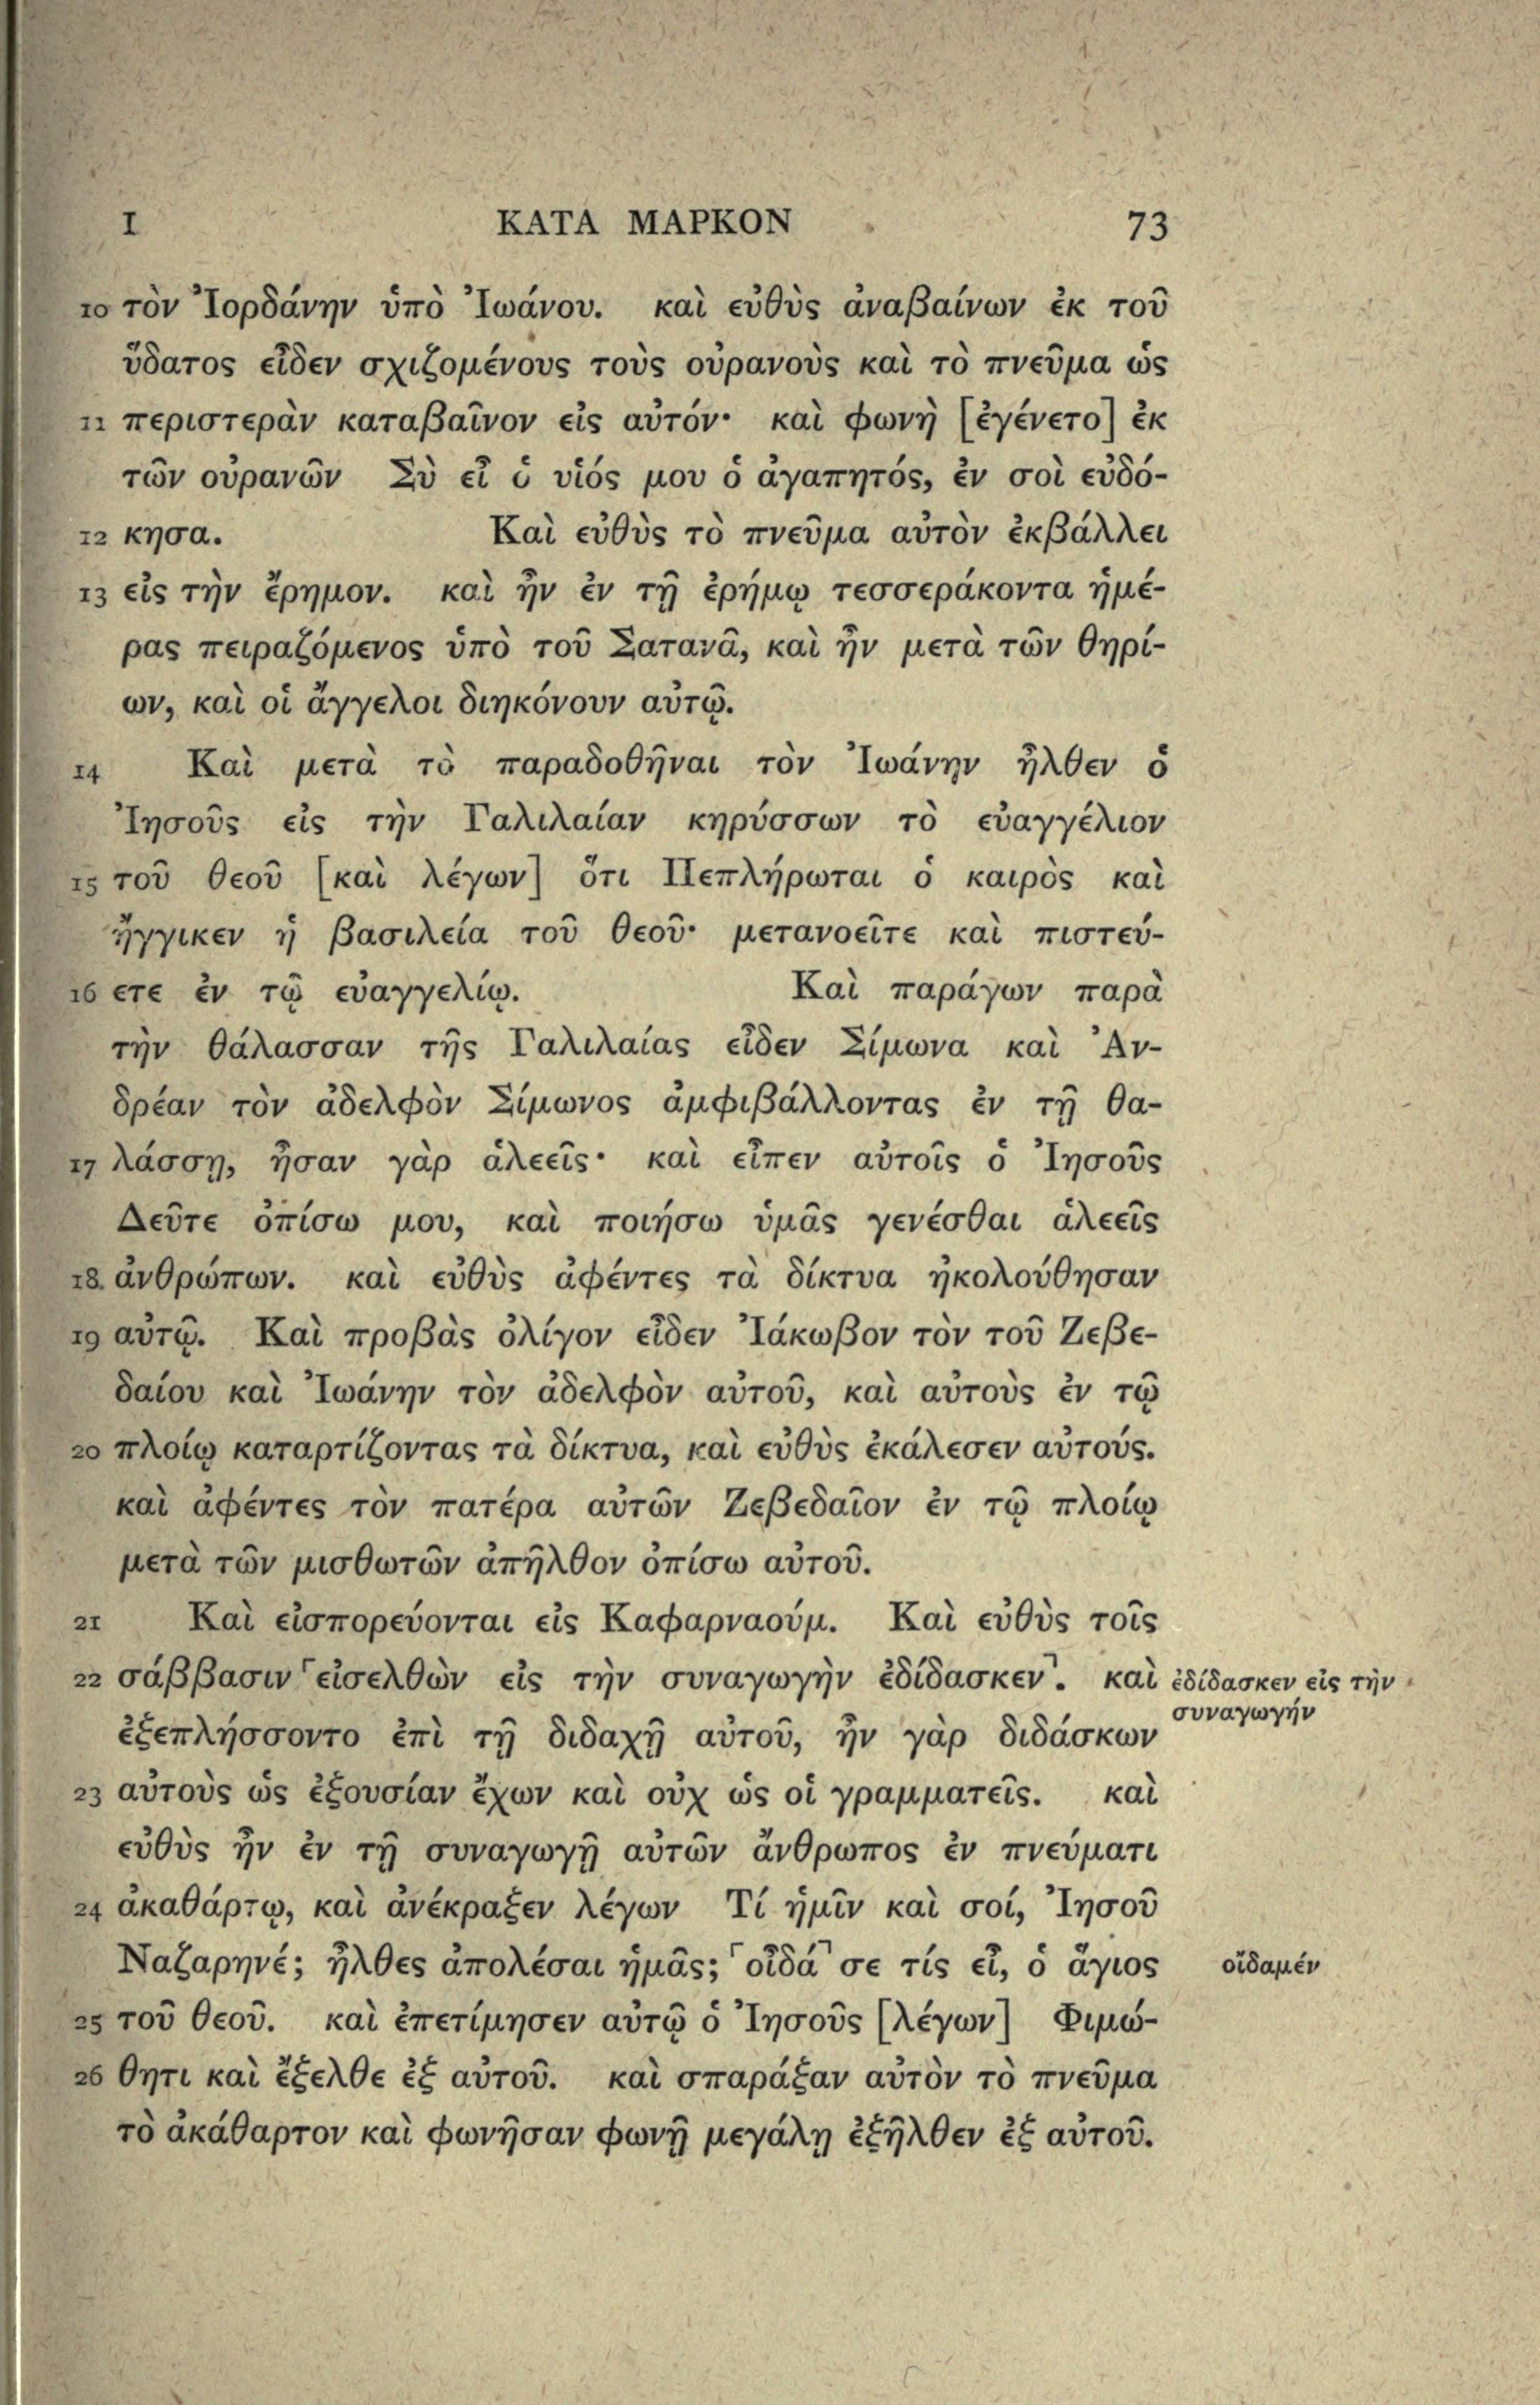 I ΚΑΤΑ ΜΑΡΚΟΝ 73
10 τὸν Ἰορδάνην ὑπὸ Ἰωάνου. καὶ εὐθὺς ἀναβαίνων ἐκ τοῦ
ὕδατος εἶδεν σχιζομένους τοὺς οὐρανοὺς καὶ τὸ πνεῦμα ὡς
11 περιστερὰν καταβαῖνον εἰς αὐτόν· καὶ φωνὴ [ἐγένετο] ἐκ
τῶν οὐρανῶν Σὺ εἶ ὁ υἱός μου ὁ ἀγαπητός, ἐν σοὶ εὐδό-
12 κησα. Καὶ εὐθὺς τὸ πνεῦμα αὐτὸν ἐκβάλλει
13 εἰς τὴν ἔρημον. καὶ ἦν ἐν τῇ ἐρήμῳ τεσσεράκοντα ἡμέ-
ρας πειραζόμενος ὑπὸ τοῦ Σατανᾶ, καὶ ἦν μετὰ τῶν θηρί-
ων, καὶ οἱ ἄγγελοι διηκόνουν αὐτῷ.
14 Καὶ μετὰ τὸ παραδοθῆναι τὸν Ἰωάνην ἦλθεν ὁ
Ἰησοῦς εἰς τὴν Γαλιλαίαν κηρύσσων τὸ εὐαγγέλιον
15 τοῦ θεοῦ [καὶ λέγων] ὅτι Πεπλήρωται ὁ καιρὸς καὶ
ἤγγικεν ἡ βασιλεία τοῦ θεοῦ· μετανοεῖτε καὶ πιστεύ-
16 ετε ἐν τῷ εὐαγγελίῳ. Καὶ παράγων παρὰ
τὴν θάλασσαν τῆς Γαλιλαίας εἶδεν Σίμωνα καὶ Ἀν-
δρέαν τὸν ἀδελφὸν Σίμωνος ἀμφιβάλλοντας ἐν τῇ θα-
17 λάσσῃ, ἦσαν γὰρ ἁλεεῖς· καὶ εἶπεν αὐτοῖς ὁ Ἰησοῦς
Δεῦτε ὀπίσω μου, καὶ ποιήσω ὑμᾶς γενέσθαι ἁλεεῖς
18 ἀνθρώπων. καὶ εὐθὺς ἀφέντες τὰ δίκτυα ἠκολούθησαν
19 αὐτῷ. Καὶ προβὰς ὀλίγον εἶδεν Ἰάκωβον τὸν τοῦ Ζεβε-
δαίου καὶ Ἰωάνην τὸν ἀδελφὸν αὐτοῦ, καὶ αὐτοὺς ἐν τῷ
20 πλοίῳ καταρτίζοντας τὰ δίκτυα, καὶ εὐθὺς ἐκάλεσεν αὐτούς.
καὶ ἀφέντες τὸν πατέρα αὐτῶν Ζεβεδαῖον ἐν τῷ πλοίῳ
μετὰ τῶν μισθωτῶν ἀπῆλθον ὀπίσω αὐτοῦ.
21 Καὶ εἰσπορεύονται εἰς Καφαρναούμ. Καὶ εὐθὺς τοῖς
22 σάββασιν ⸢εἰσελθὼν εἰς τὴν συναγωγὴν ἐδίδασκεν⸣. καὶ ἐδίδασκεν εἰς τὴν
συναγωγήν
ἐξεπλήσσοντο ἐπὶ τῇ διδαχῇ αὐτοῦ, ἦν γὰρ διδάσκων
23 αὐτοὺς ὡς ἐξουσίαν ἔχων καὶ οὐχ ὡς οἱ γραμματεῖς. καὶ
εὐθὺς ἦν ἐν τῇ συναγωγῇ αὐτῶν ἄνθρωπος ἐν πνεύματι
24 ἀκαθάρτῳ, καὶ ἀνέκραξεν λέγων Τί ἡμῖν καὶ σοί, Ἰησοῦ
Ναζαρηνέ; ἦλθες ἀπολέσαι ἡμᾶς; ⸢οἶδά⸣ σε τίς εἶ, ὁ ἅγιος οἴδαμέν
25 τοῦ θεοῦ. καὶ ἐπετίμησεν αὐτῷ ὁ Ἰησοῦς [λέγων] Φιμώ-
26 θητι καὶ ἔξελθε ἐξ αὐτοῦ. καὶ σπαράξαν αὐτὸν τὸ πνεῦμα
τὸ ἀκάθαρτον καὶ φωνῆσαν φωνῇ μεγάλῃ ἐξῆλθεν ἐξ αὐτοῦ.